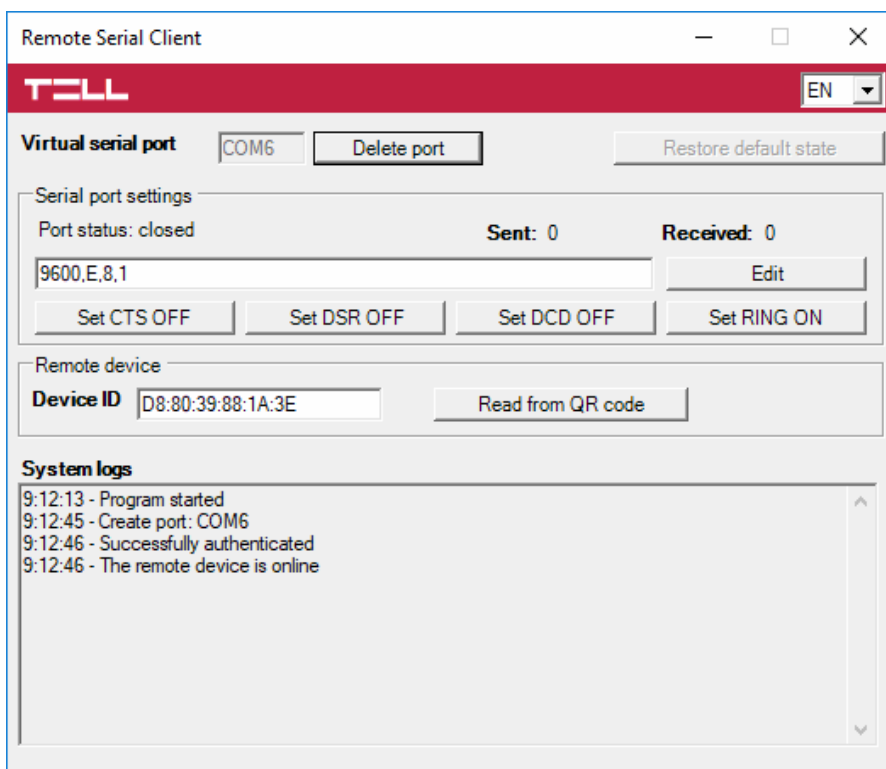 Remote Serial Client
TELL
EN
Virtual serial port COM6 Delete port Restore default state
Serial port settings
Port status: closed Sent: 0 Received: 0
9600,E,8,1 Edit
Set CTS OFF Set DSR OFF Set DCD OFF Set RING ON
Remote device
Device ID D8:80:39:88:1A:3E Read from QR code
System logs
9:12:13 - Program started
9:12:45 - Create port: COM6
9:12:46 - Successfully authenticated
9:12:46 - The remote device is online